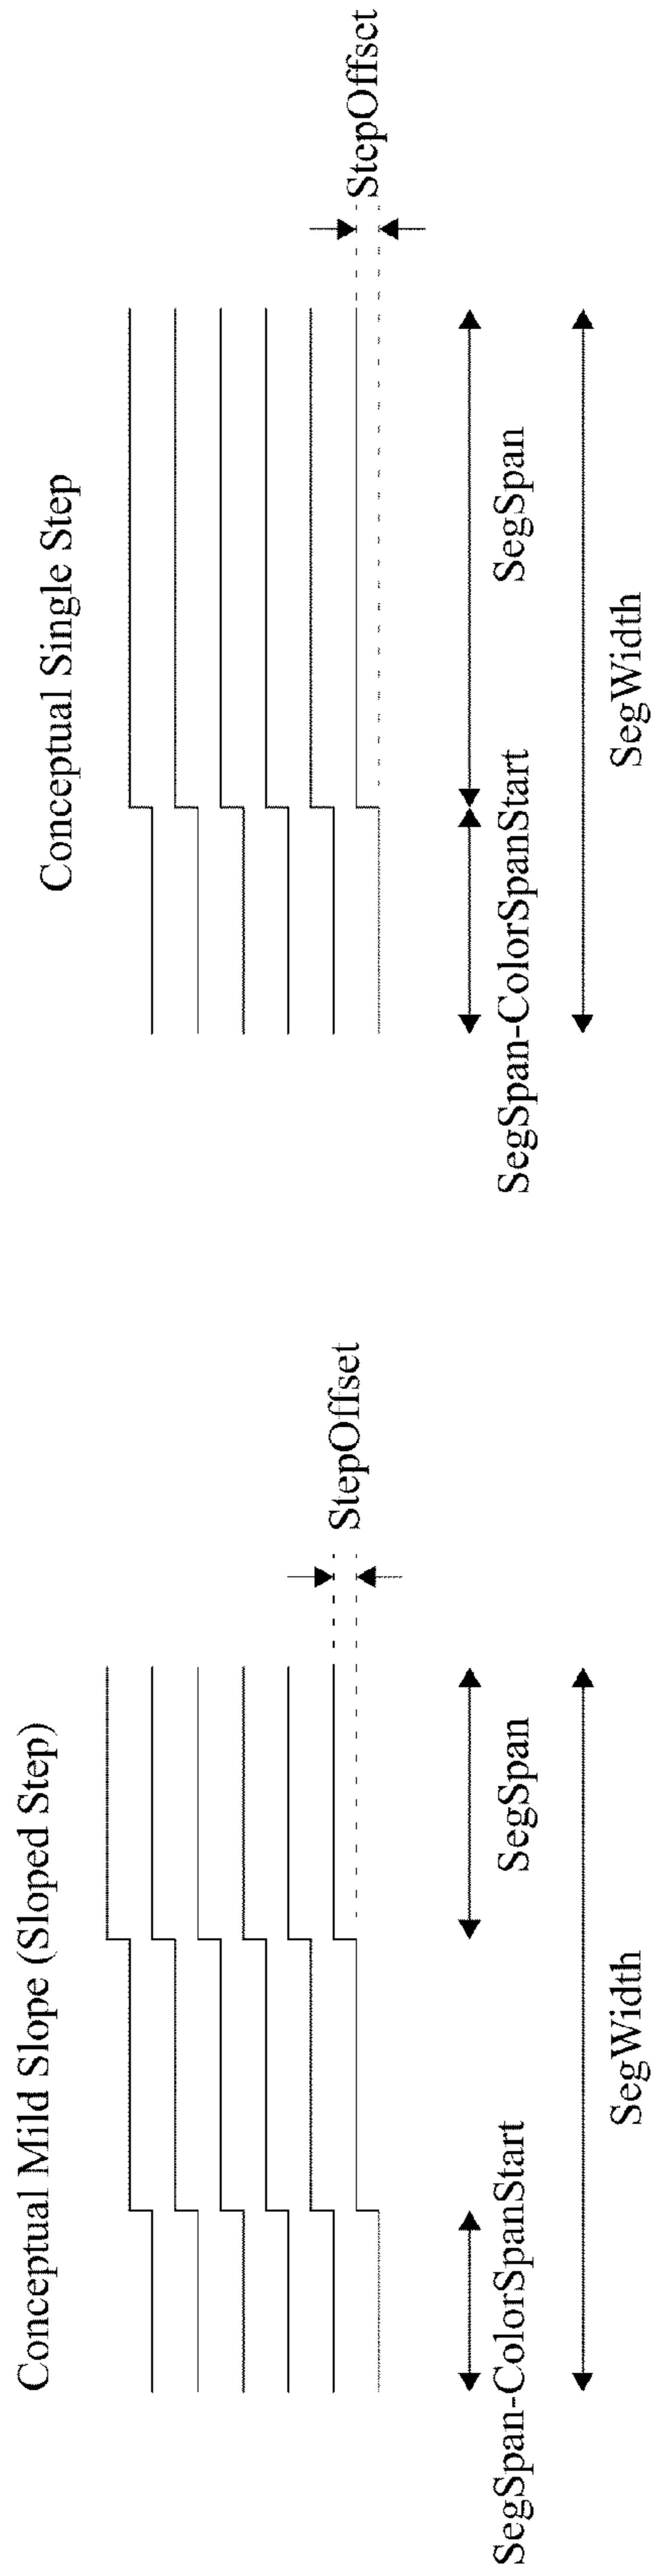 Conceptual Mild Slope (Sloped Step)
StepOffset
SegSpan-ColorSpanStart
SegSpan
SegWidth
Conceptual Single Step
StepOffset
SegSpan-ColorSpanStart
SegSpan
SegWidth